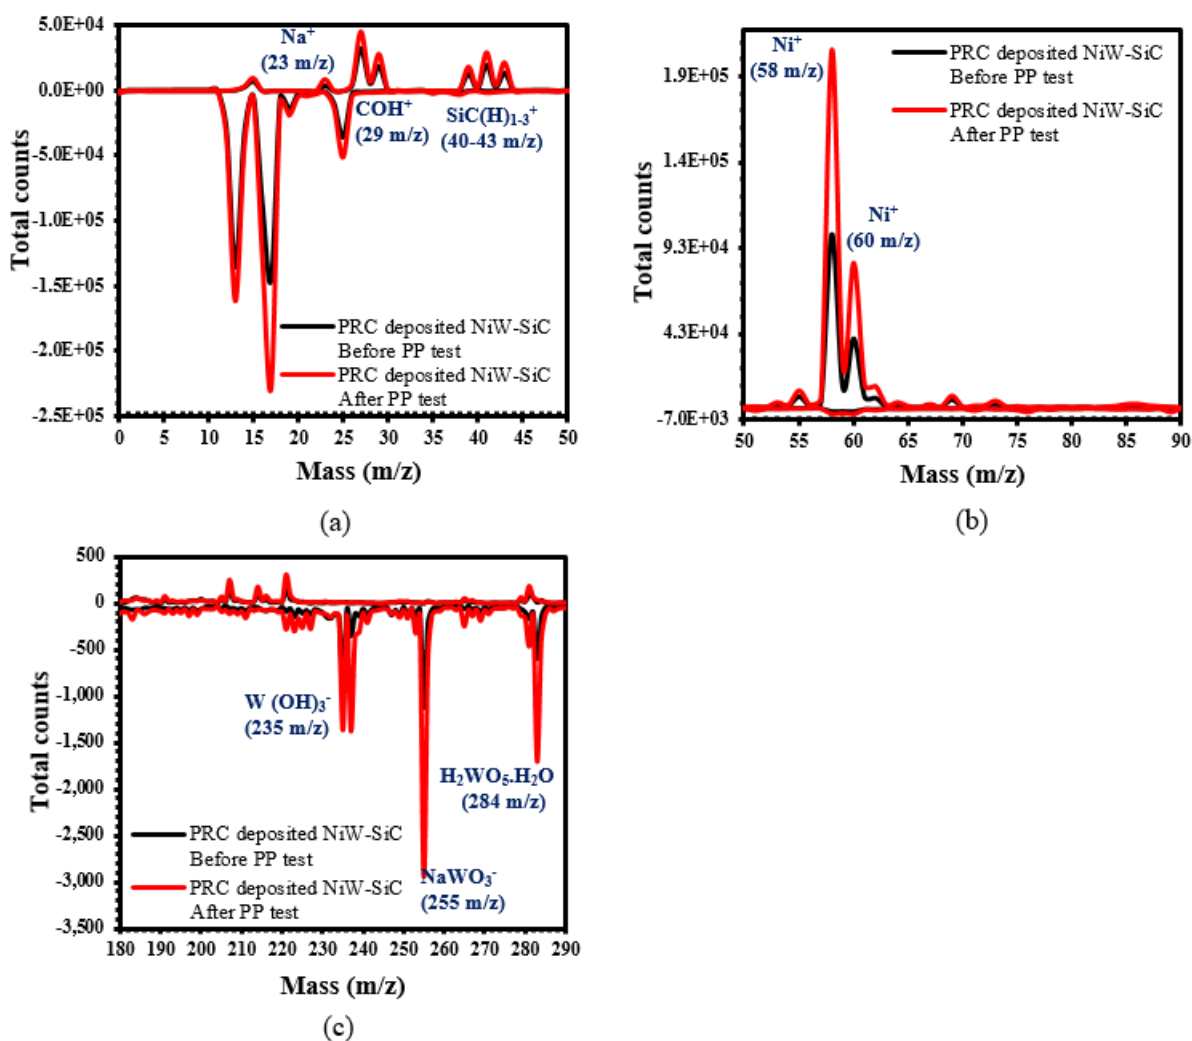 5.0E+04
0.0E+00
-5.0E+04
-1.0E+05
-1.5E+05
-2.0E+05
-2.5E+05
Total counts
Na⁺
(23 m/z)
COH⁺
(29 m/z)
SiC(H)₁₋₃⁺
(40-43 m/z)
PRC deposited NiW-SiC
Before PP test
PRC deposited NiW-SiC
After PP test
0 5 10 15 20 25 30 35 40 45 50
Mass (m/z)
(a)
1.9E+05
1.4E+05
9.3E+04
4.3E+04
-7.0E+03
Total counts
Ni⁺
(58 m/z)
Ni⁺
(60 m/z)
PRC deposited NiW-SiC
Before PP test
PRC deposited NiW-SiC
After PP test
50 55 60 65 70 75 80 85 90
Mass (m/z)
(b)
500
0
-500
-1,000
-1,500
-2,000
-2,500
-3,000
-3,500
Total counts
W (OH)₃⁻
(235 m/z)
H₂WO₅.H₂O
(284 m/z)
NaWO₃⁻
(255 m/z)
PRC deposited NiW-SiC
Before PP test
PRC deposited NiW-SiC
After PP test
180 190 200 210 220 230 240 250 260 270 280 290
Mass (m/z)
(c)